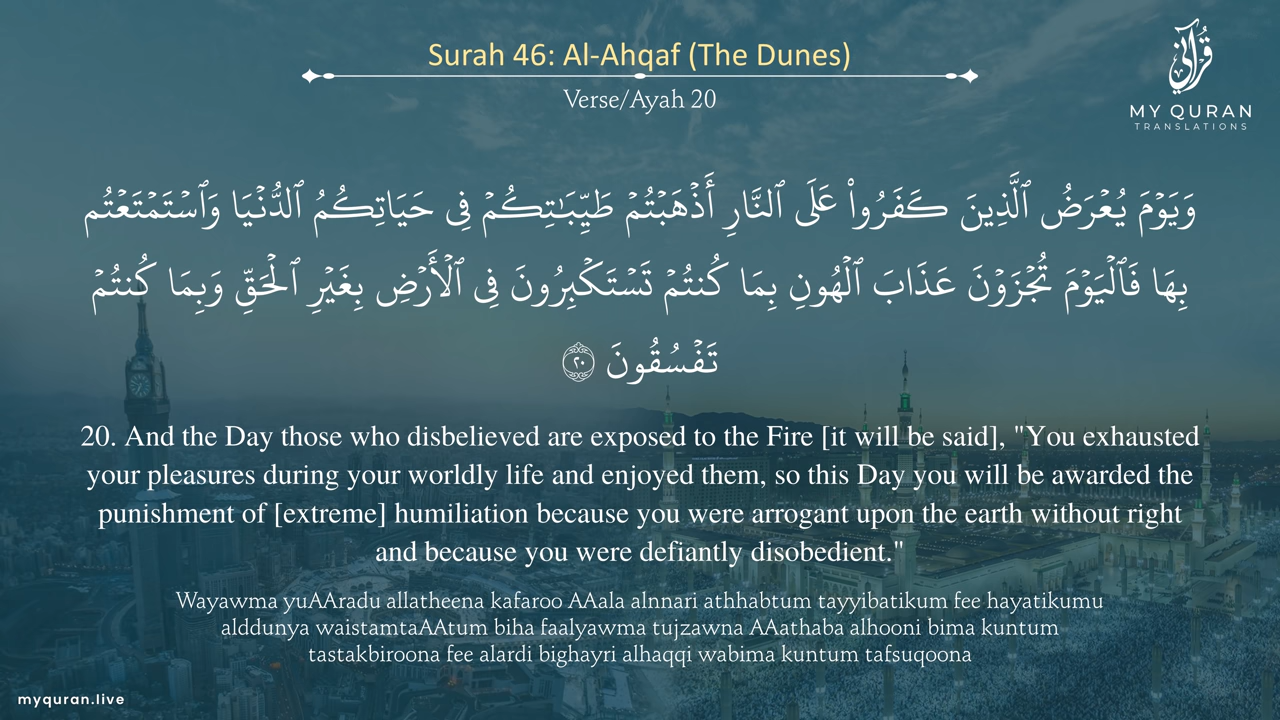 Surah 46: Al-Ahqaf (The Dunes)
Verse/Ayah 20
قرآني
MY QURAN
TRANSLATIONS
وَيَوْمَ يُعْرَضُ ٱلَّذِينَ كَفَرُوا۟ عَلَى ٱلنَّارِ أَذْهَبْتُمْ طَيِّبَـٰتِكُمْ فِى حَيَاتِكُمُ ٱلدُّنْيَا وَٱسْتَمْتَعْتُم
بِهَا فَٱلْيَوْمَ تُجْزَوْنَ عَذَابَ ٱلْهُونِ بِمَا كُنتُمْ تَسْتَكْبِرُونَ فِى ٱلْأَرْضِ بِغَيْرِ ٱلْحَقِّ وَبِمَا كُنتُمْ
تَفْسُقُونَ ٢٠
20. And the Day those who disbelieved are exposed to the Fire [it will be said], "You exhausted
your pleasures during your worldly life and enjoyed them, so this Day you will be awarded the
punishment of [extreme] humiliation because you were arrogant upon the earth without right
and because you were defiantly disobedient."
Wayawma yuAAradu allatheena kafaroo AAala alnnari athhabtum tayyibatikum fee hayatikumu
alddunya waistamtaAAtum biha faalyawma tujzawna AAathaba alhooni bima kuntum
tastakbiroona fee alardi bighayri alhaqqi wabima kuntum tafsuqoona
myquran.live